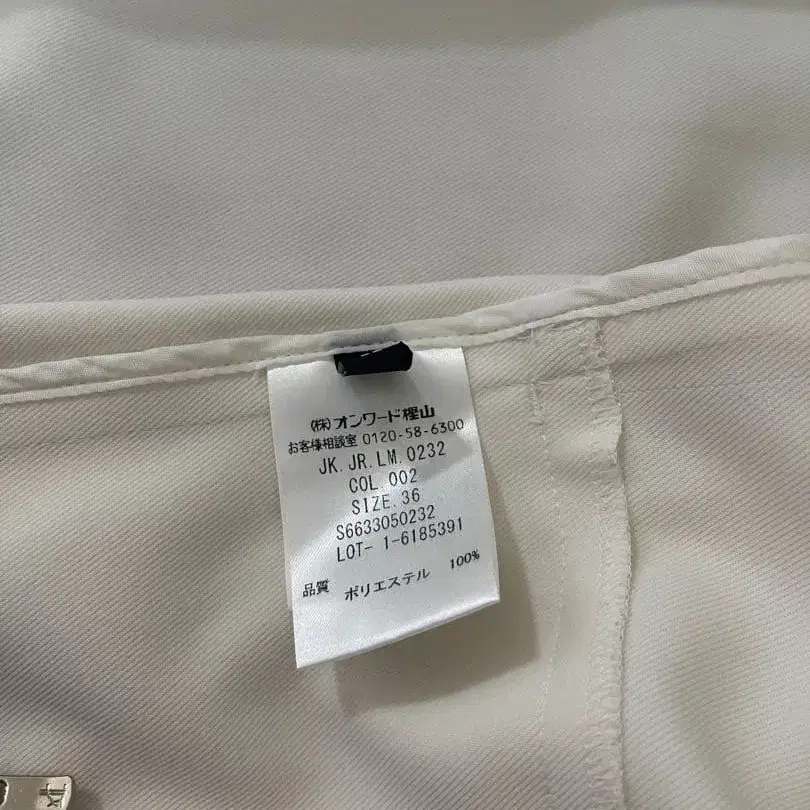 (株)オンワード樫山
お客様相談室 0120-58-6300
JK.JR.LM.0232
COL.002
SIZE.36
S6633050232
LOT- 1-6185391
品質 ポリエステル 100%